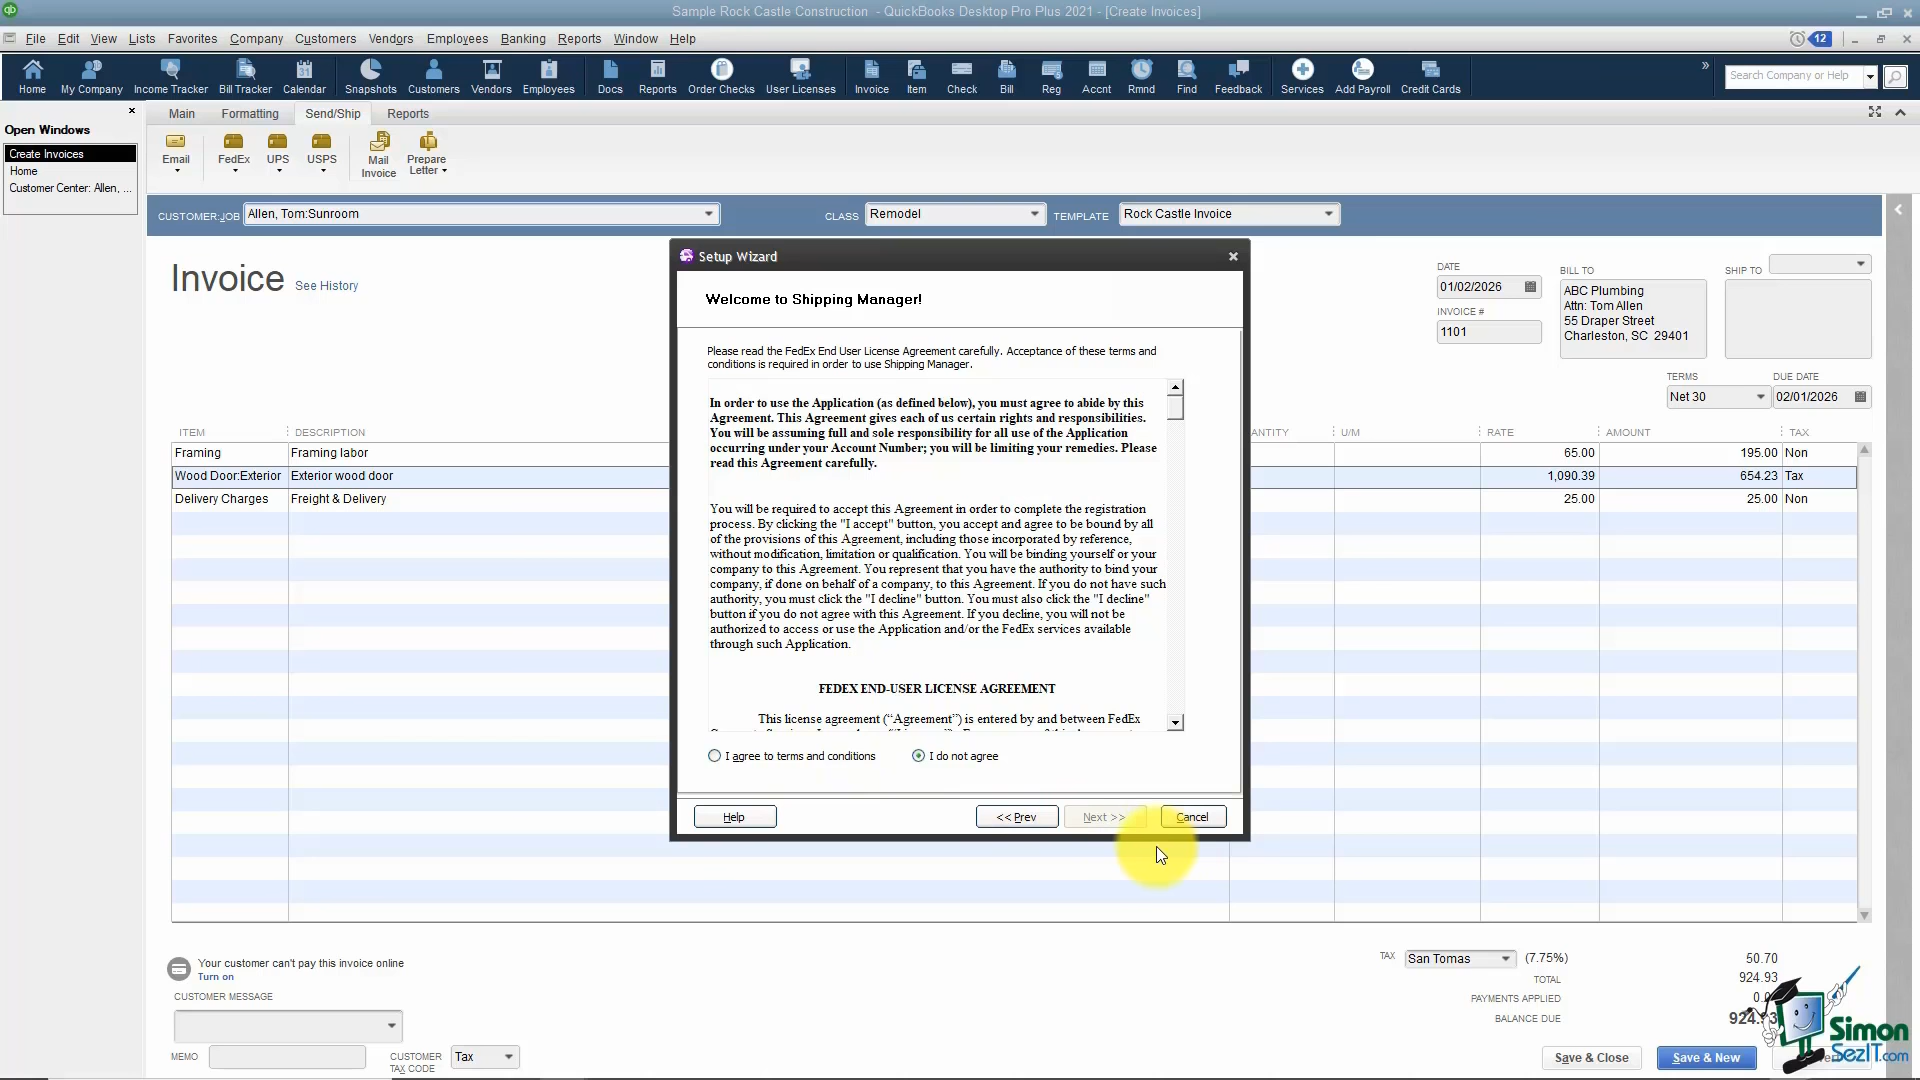 Sample Rock Castle Construction - QuickBooks Desktop Pro Plus 2021 - [Create Invoices]
File Edit View Lists Favorites Company Customers Vendors Employees Banking Reports Window Help
12
Home My Company Income Tracker Bill Tracker Calendar Snapshots Customers Vendors Employees Docs Reports Order Checks User Licenses Invoice Item Check Bill Reg Accnt Rmnd Find Feedback Services Add Payroll Credit Cards
Search Company or Help
Open Windows
Create Invoices
Home
Customer Center: Allen, ...
Main Formatting Send/Ship Reports
Email FedEx UPS USPS Mail Invoice Prepare Letter
CUSTOMER:JOB Allen, Tom:Sunroom CLASS Remodel TEMPLATE Rock Castle Invoice
Invoice See History
DATE
01/02/2026
INVOICE #
1101
BILL TO
ABC Plumbing
Attn: Tom Allen
55 Draper Street
Charleston, SC 29401
SHIP TO
TERMS DUE DATE
Net 30 02/01/2026
ITEM DESCRIPTION ANTITY U/M RATE AMOUNT TAX
Framing Framing labor 65.00 195.00 Non
Wood Door:Exterior Exterior wood door 1,090.39 654.23 Tax
Delivery Charges Freight & Delivery 25.00 25.00 Non
Setup Wizard
Welcome to Shipping Manager!
Please read the FedEx End User License Agreement carefully. Acceptance of these terms and
conditions is required in order to use Shipping Manager.
In order to use the Application (as defined below), you must agree to abide by this
Agreement. This Agreement gives each of us certain rights and responsibilities.
You will be assuming full and sole responsibility for all use of the Application
occurring under your Account Number; you will be limiting your remedies. Please
read this Agreement carefully.
You will be required to accept this Agreement in order to complete the registration
process. By clicking the "I accept" button, you accept and agree to be bound by all
of the provisions of this Agreement, including those incorporated by reference,
without modification, limitation or qualification. You will be binding yourself or your
company to this Agreement. You represent that you have the authority to bind your
company, if done on behalf of a company, to this Agreement. If you do not have such
authority, you must click the "I decline" button. You must also click the "I decline"
button if you do not agree with this Agreement. If you decline, you will not be
authorized to access or use the Application and/or the FedEx services available
through such Application.
FEDEX END-USER LICENSE AGREEMENT
This license agreement (“Agreement”) is entered by and between FedEx
I agree to terms and conditions I do not agree
Help << Prev Next >> Cancel
Your customer can't pay this invoice online
Turn on
CUSTOMER MESSAGE
MEMO
CUSTOMER
TAX CODE
Tax
TAX San Tomas (7.75%) 50.70
TOTAL 924.93
PAYMENTS APPLIED
BALANCE DUE
Save & Close Save & New
Simon
SezIT.com